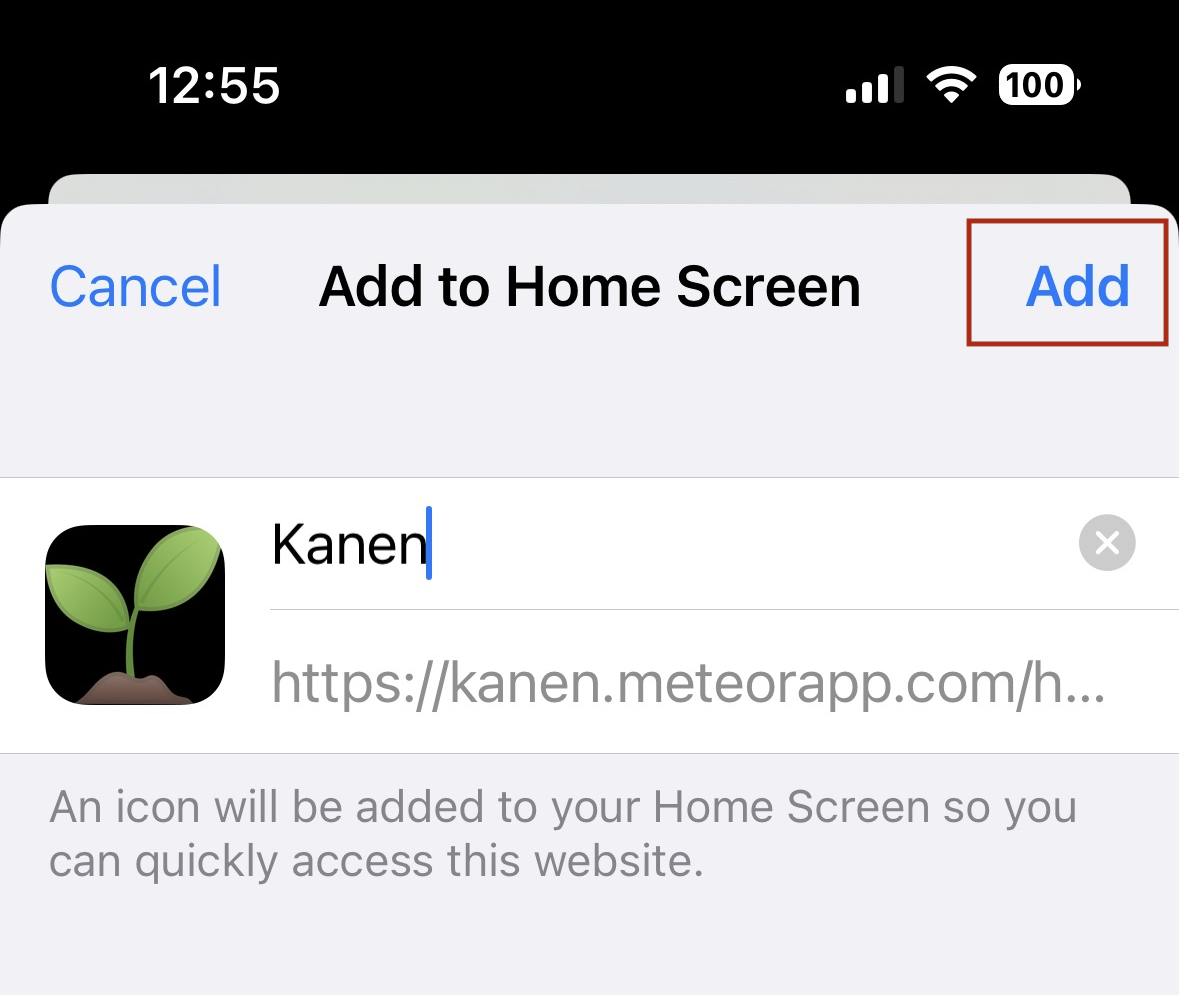 12:55 100
Cancel Add to Home Screen Add
Kanen
https://kanen.meteorapp.com/h...
An icon will be added to your Home Screen so you
can quickly access this website.